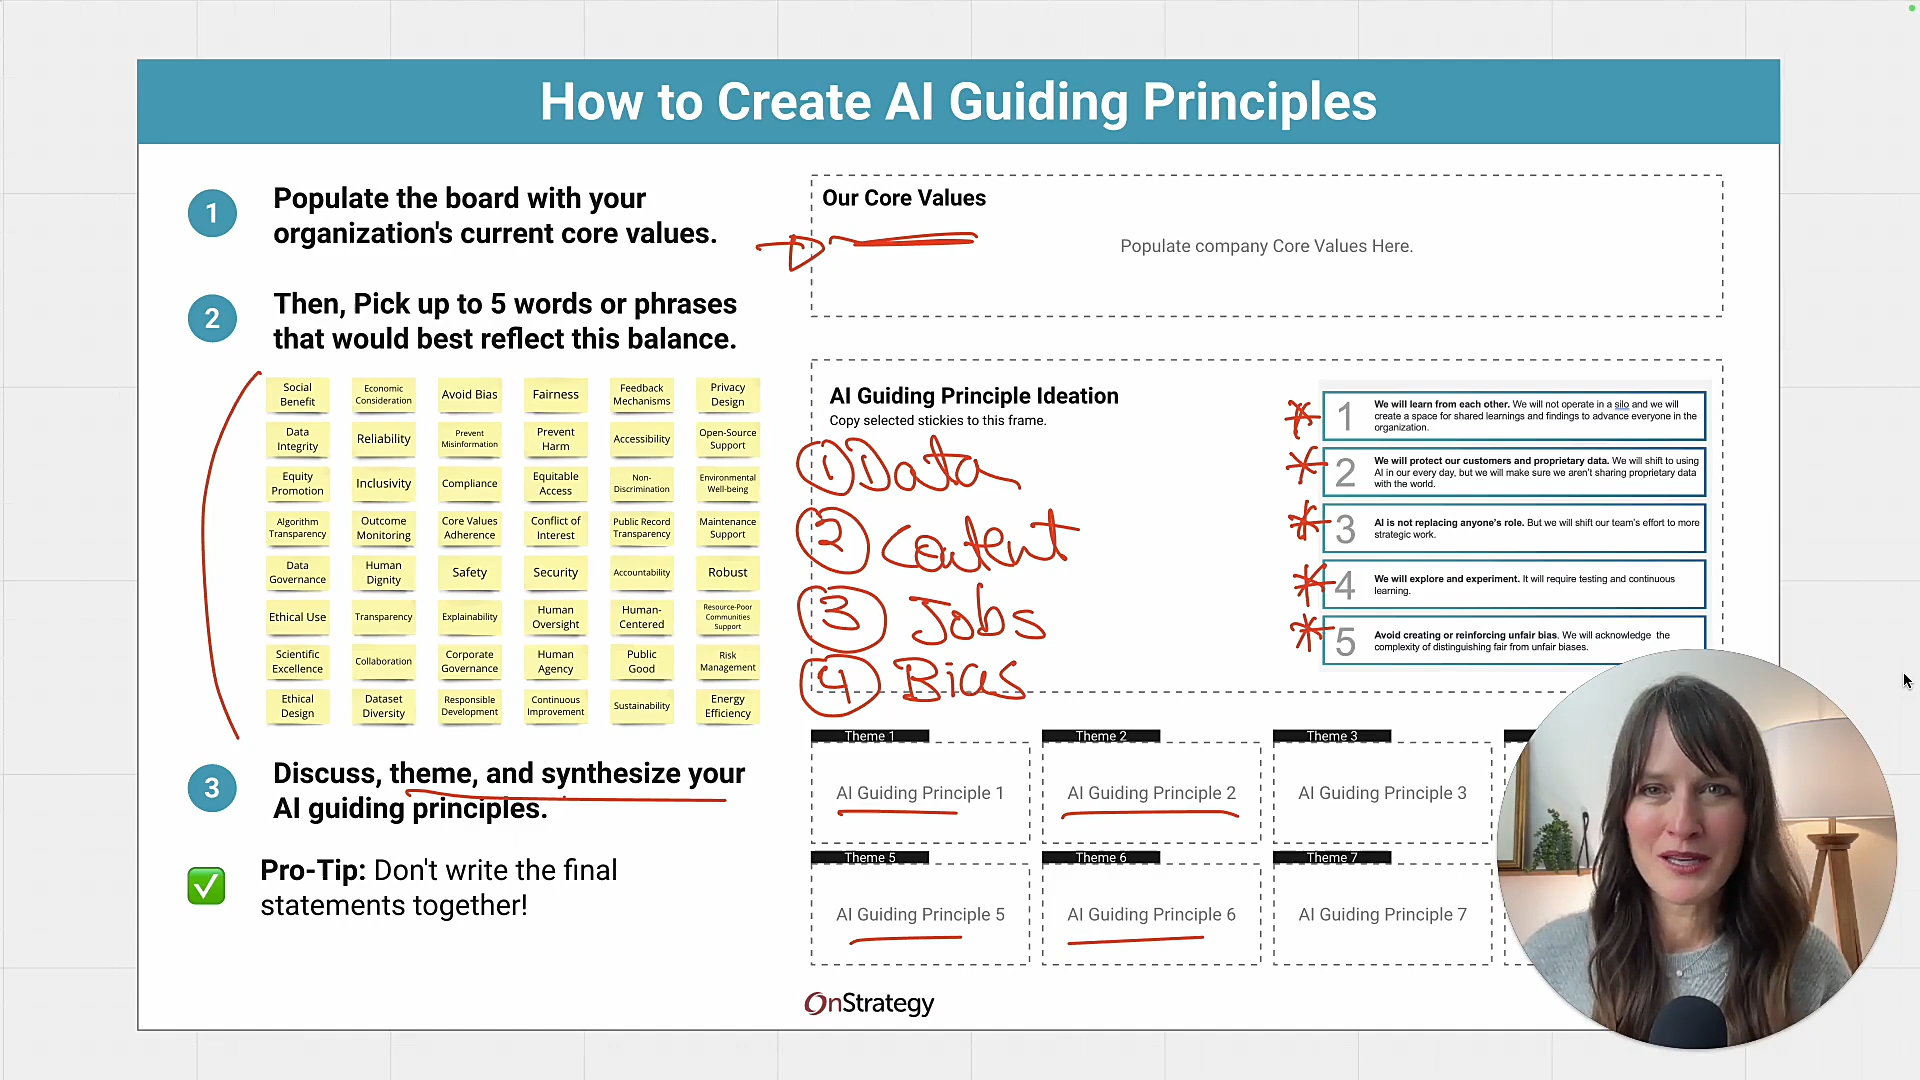 How to Create AI Guiding Principles
1
Populate the board with your
organization's current core values.
2
Then, Pick up to 5 words or phrases
that would best reflect this balance.
Social
Benefit
Economic
Consideration
Avoid Bias
Fairness
Feedback
Mechanisms
Privacy
Design
Data
Integrity
Reliability
Prevent
Misinformation
Prevent
Harm
Accessibility
Open-Source
Support
Equity
Promotion
Inclusivity
Compliance
Equitable
Access
Non-
Discrimination
Environmental
Well-being
Algorithm
Transparency
Outcome
Monitoring
Core Values
Adherence
Conflict of
Interest
Public Record
Transparency
Maintenance
Support
Data
Governance
Human
Dignity
Safety
Security
Accountability
Robust
Ethical Use
Transparency
Explainability
Human
Oversight
Human-
Centered
Resource-Poor
Communities
Support
Scientific
Excellence
Collaboration
Corporate
Governance
Human
Agency
Public
Good
Risk
Management
Ethical
Design
Dataset
Diversity
Responsible
Development
Continuous
Improvement
Sustainability
Energy
Efficiency
3
Discuss, theme, and synthesize your
AI guiding principles.
Pro-Tip: Don't write the final
statements together!
Our Core Values
Populate company Core Values Here.
AI Guiding Principle Ideation
Copy selected stickies to this frame.
1 Data
2 Content
3 Jobs
4 Bias
1
We will learn from each other. We will not operate in a silo and we will
create a space for shared learnings and findings to advance everyone in the
organization.
2
We will protect our customers and proprietary data. We will shift to using
AI in our every day, but we will make sure we aren't sharing proprietary data
with the world.
3
AI is not replacing anyone's role. But we will shift our team's effort to more
strategic work.
4
We will explore and experiment. It will require testing and continuous
learning.
5
Avoid creating or reinforcing unfair bias. We will acknowledge the
complexity of distinguishing fair from unfair biases.
Theme 1
AI Guiding Principle 1
Theme 2
AI Guiding Principle 2
Theme 3
AI Guiding Principle 3
Theme 5
AI Guiding Principle 5
Theme 6
AI Guiding Principle 6
Theme 7
AI Guiding Principle 7
OnStrategy